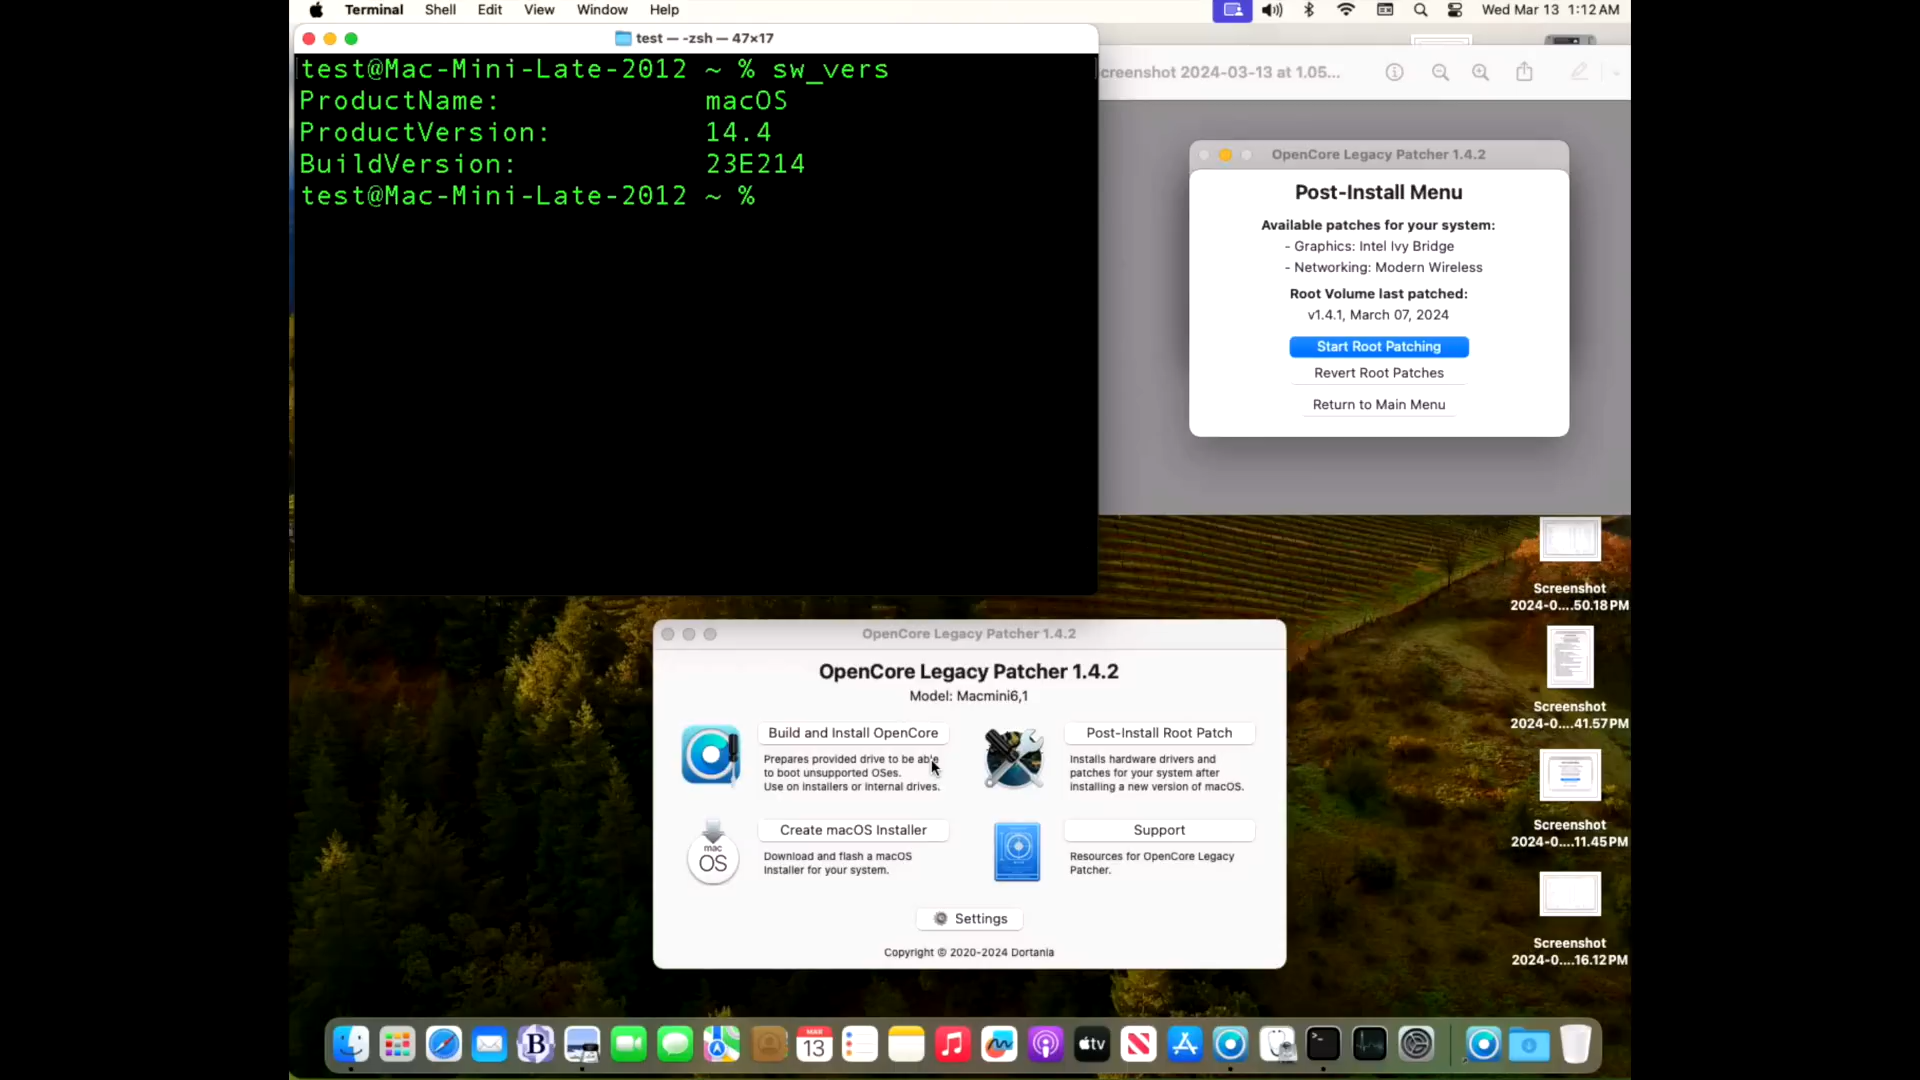 Terminal Shell Edit View Window Help
Wed Mar 13 1:12 AM
test — -zsh — 47×17
test@Mac-Mini-Late-2012 ~ % sw_vers
ProductName: macOS
ProductVersion: 14.4
BuildVersion: 23E214
test@Mac-Mini-Late-2012 ~ %
creenshot 2024-03-13 at 1.05...
OpenCore Legacy Patcher 1.4.2
Post-Install Menu
Available patches for your system:
- Graphics: Intel Ivy Bridge
- Networking: Modern Wireless
Root Volume last patched:
v1.4.1, March 07, 2024
Start Root Patching
Revert Root Patches
Return to Main Menu
Screenshot
2024-0....50.18 PM
Screenshot
2024-0....41.57 PM
Screenshot
2024-0....11.45 PM
Screenshot
2024-0....16.12 PM
OpenCore Legacy Patcher 1.4.2
OpenCore Legacy Patcher 1.4.2
Model: Macmini6,1
Build and Install OpenCore
Prepares provided drive to be able
to boot unsupported OSes.
Use on installers or internal drives.
Post-Install Root Patch
Installs hardware drivers and
patches for your system after
installing a new version of macOS.
mac
OS
Create macOS Installer
Download and flash a macOS
Installer for your system.
Support
Resources for OpenCore Legacy
Patcher.
Settings
Copyright © 2020-2024 Dortania
B
MAR
13
tv